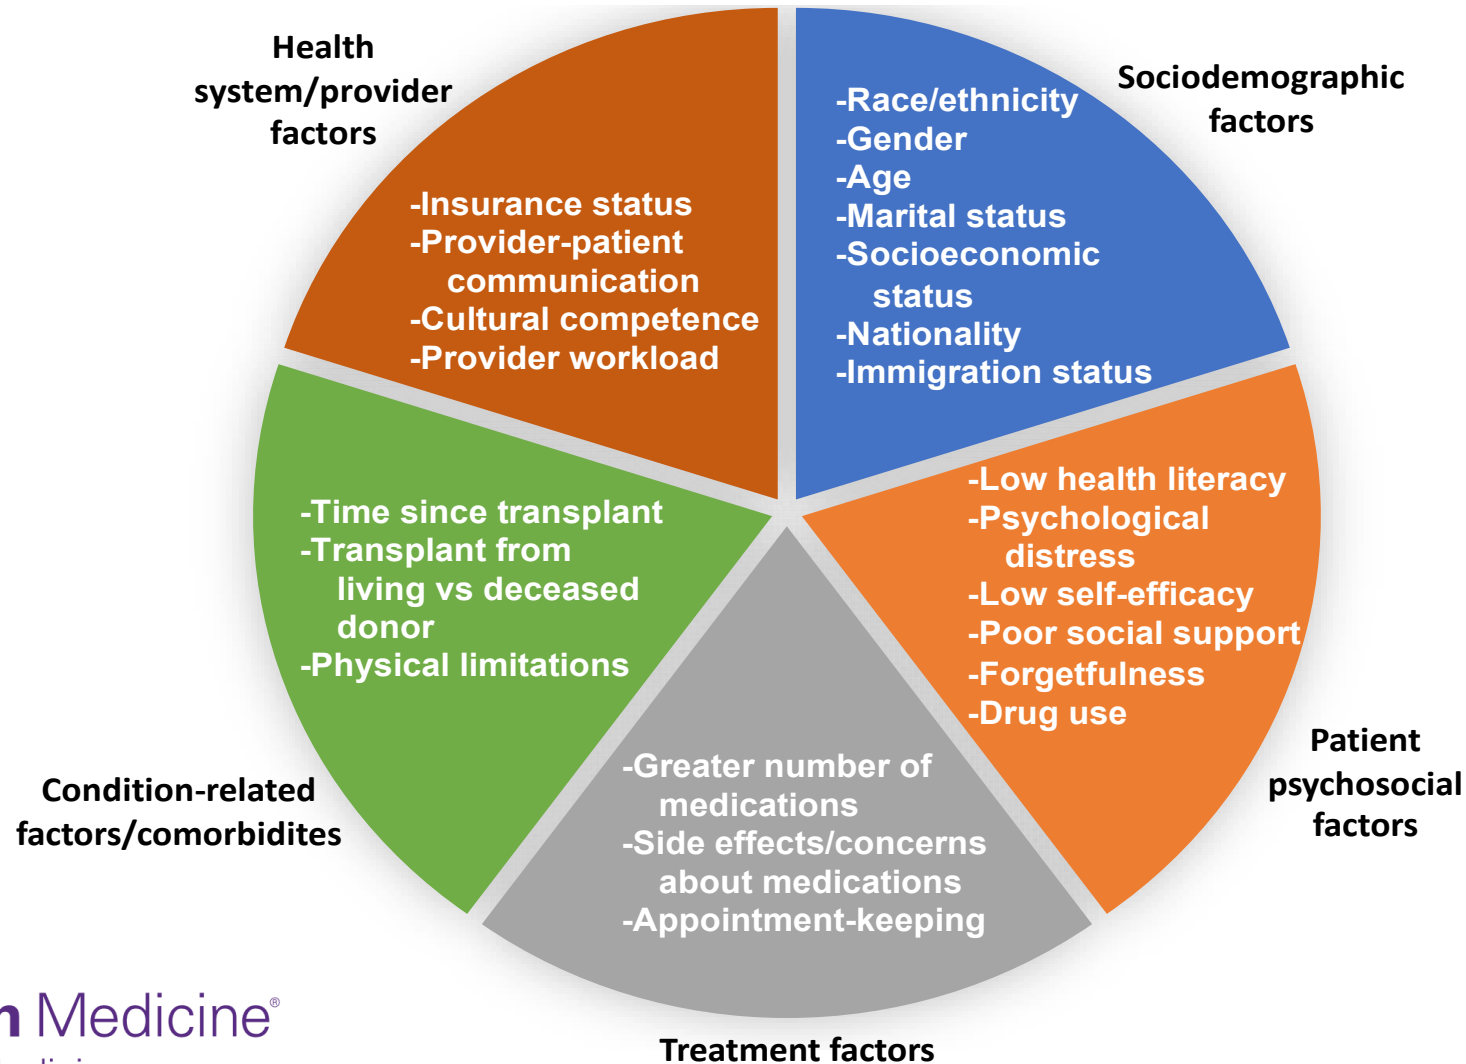 Health
system/provider
factors
-Insurance status
-Provider-patient
communication
-Cultural competence
-Provider workload
Sociodemographic
factors
-Race/ethnicity
-Gender
-Age
-Marital status
-Socioeconomic
status
-Nationality
-Immigration status
-Low health literacy
-Psychological
distress
-Low self-efficacy
-Poor social support
-Forgetfulness
-Drug use
Patient
psychosocial
factors
-Time since transplant
-Transplant from
living vs deceased
donor
-Physical limitations
Condition-related
factors/comorbidites
-Greater number of
medications
-Side effects/concerns
about medications
-Appointment-keeping
Treatment factors
n Medicine®